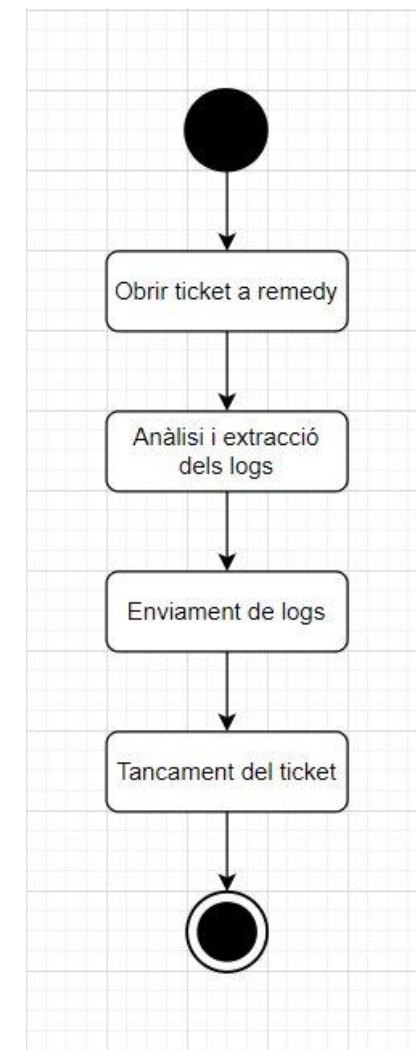 Obrir ticket a remedy
Anàlisi i extracció
dels logs
Enviament de logs
Tancament del ticket